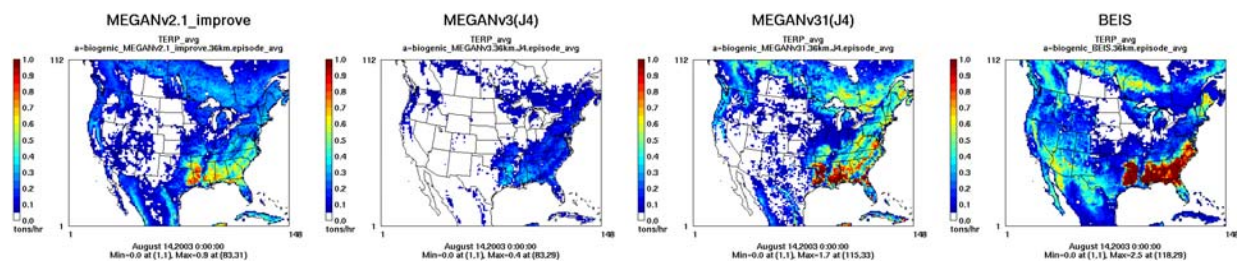 MEGANv2.1_improve
TERP_avg
a=biogenic_MEGANv2.1_improve.36km.episode_avg
1.0
0.9
0.8
0.7
0.6
0.5
0.4
0.3
0.2
0.1
0.0
tons/hr
112
1
1
148
August 14,2003 0:00:00
Min=0.0 at (1,1), Max=0.9 at (83,31)
MEGANv3(J4)
TERP_avg
a=biogenic_MEGANv3.36km.J4.episode_avg
1.0
0.9
0.8
0.7
0.6
0.5
0.4
0.3
0.2
0.1
0.0
tons/hr
112
1
1
148
August 14,2003 0:00:00
Min=0.0 at (1,1), Max=0.4 at (83,29)
MEGANv31(J4)
TERP_avg
a=biogenic_MEGANv31.36km.J4.episode_avg
1.0
0.9
0.8
0.7
0.6
0.5
0.4
0.3
0.2
0.1
0.0
tons/hr
112
1
1
148
August 14,2003 0:00:00
Min=0.0 at (1,1), Max=1.7 at (115,33)
BEIS
TERP_avg
a=biogenic_BEIS.36km.episode_avg
1.0
0.9
0.8
0.7
0.6
0.5
0.4
0.3
0.2
0.1
0.0
tons/hr
112
1
1
148
August 14,2003 0:00:00
Min=0.0 at (1,1), Max=2.5 at (118,29)